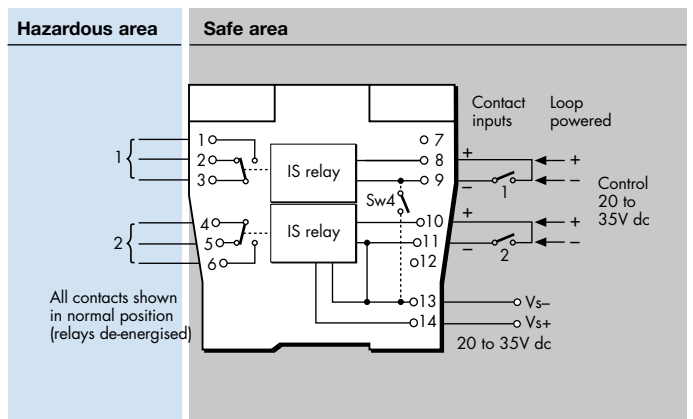 Hazardous area
Safe area
Contact inputs
Loop powered
1
1
2
3
IS relay
7
8
9
+
–
1
+
–
Sw4
Control
20 to
35V dc
2
4
5
6
IS relay
10
11
12
+
–
2
+
–
13
14
Vs–
Vs+
20 to 35V dc
All contacts shown
in normal position
(relays de-energised)